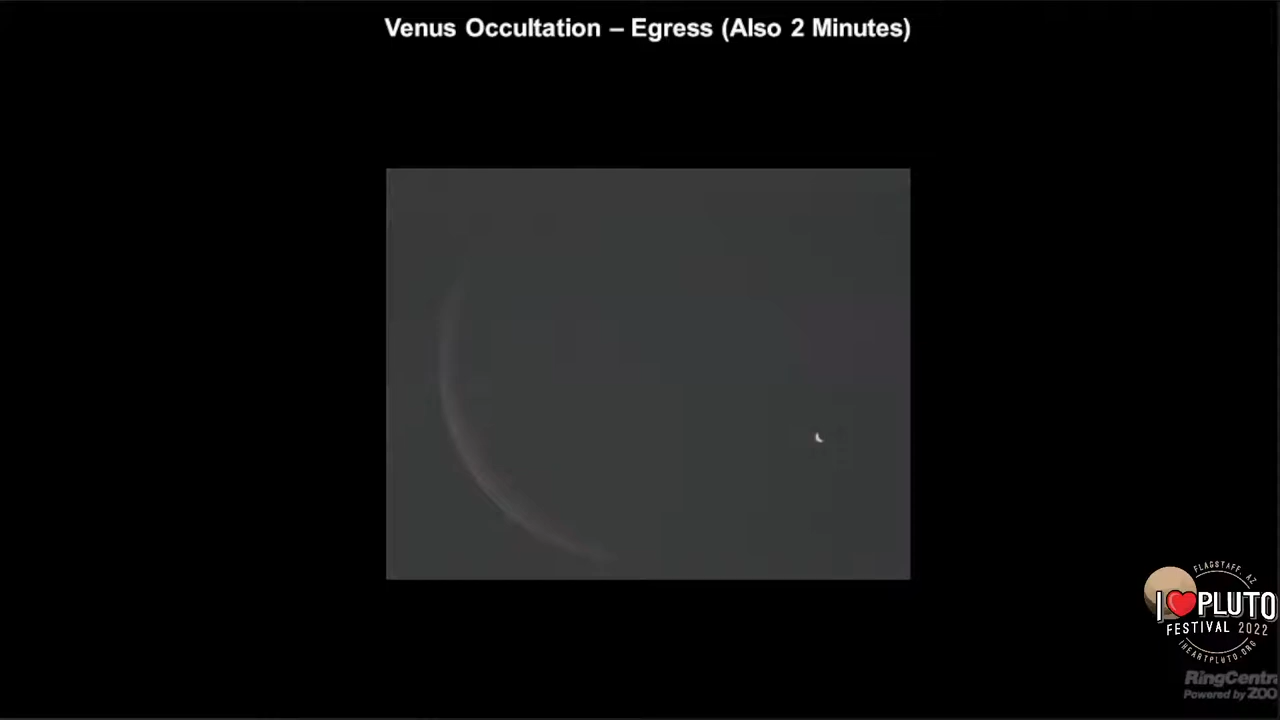 Venus Occultation – Egress (Also 2 Minutes)
FLAGSTAFF, AZ
I PLUTO
FESTIVAL 2022
IHEARTPLUTO.ORG
RingCentr
Powered by ZOO